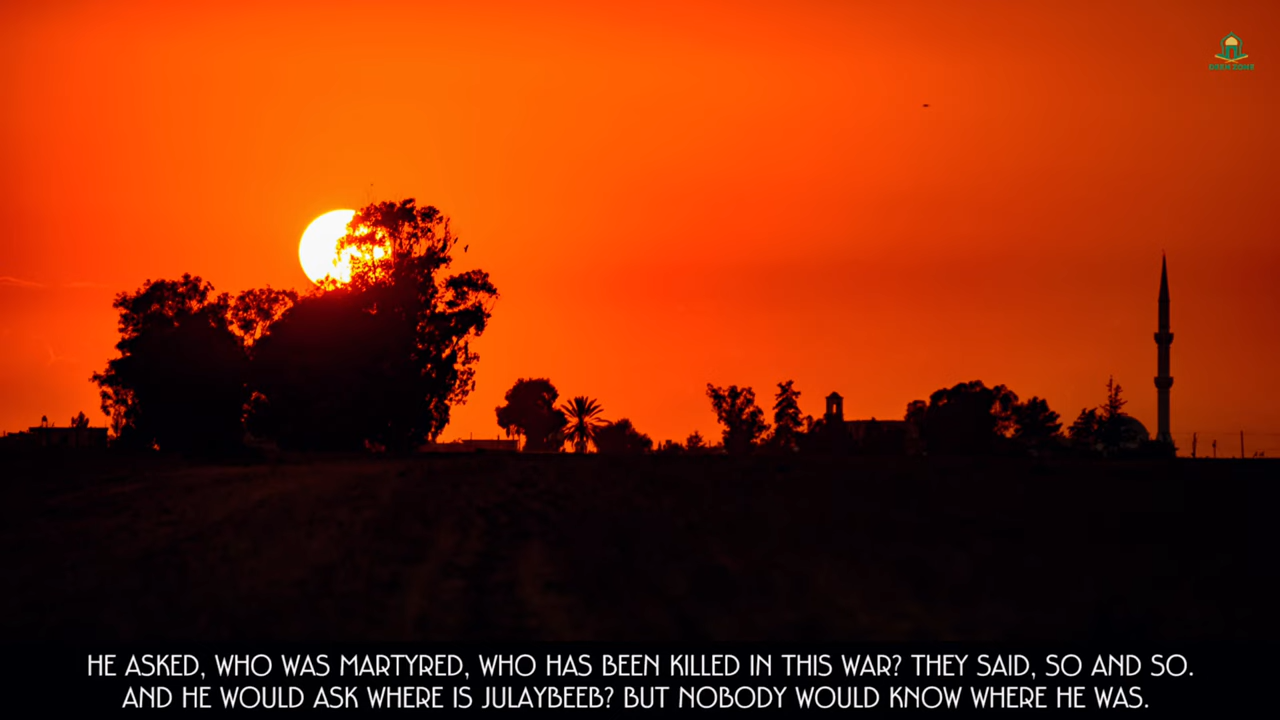 HE ASKED, WHO WAS MARTYRED, WHO HAS BEEN KILLED IN THIS WAR? THEY SAID, SO AND SO.
AND HE WOULD ASK WHERE IS JULAYBEEB? BUT NOBODY WOULD KNOW WHERE HE WAS.